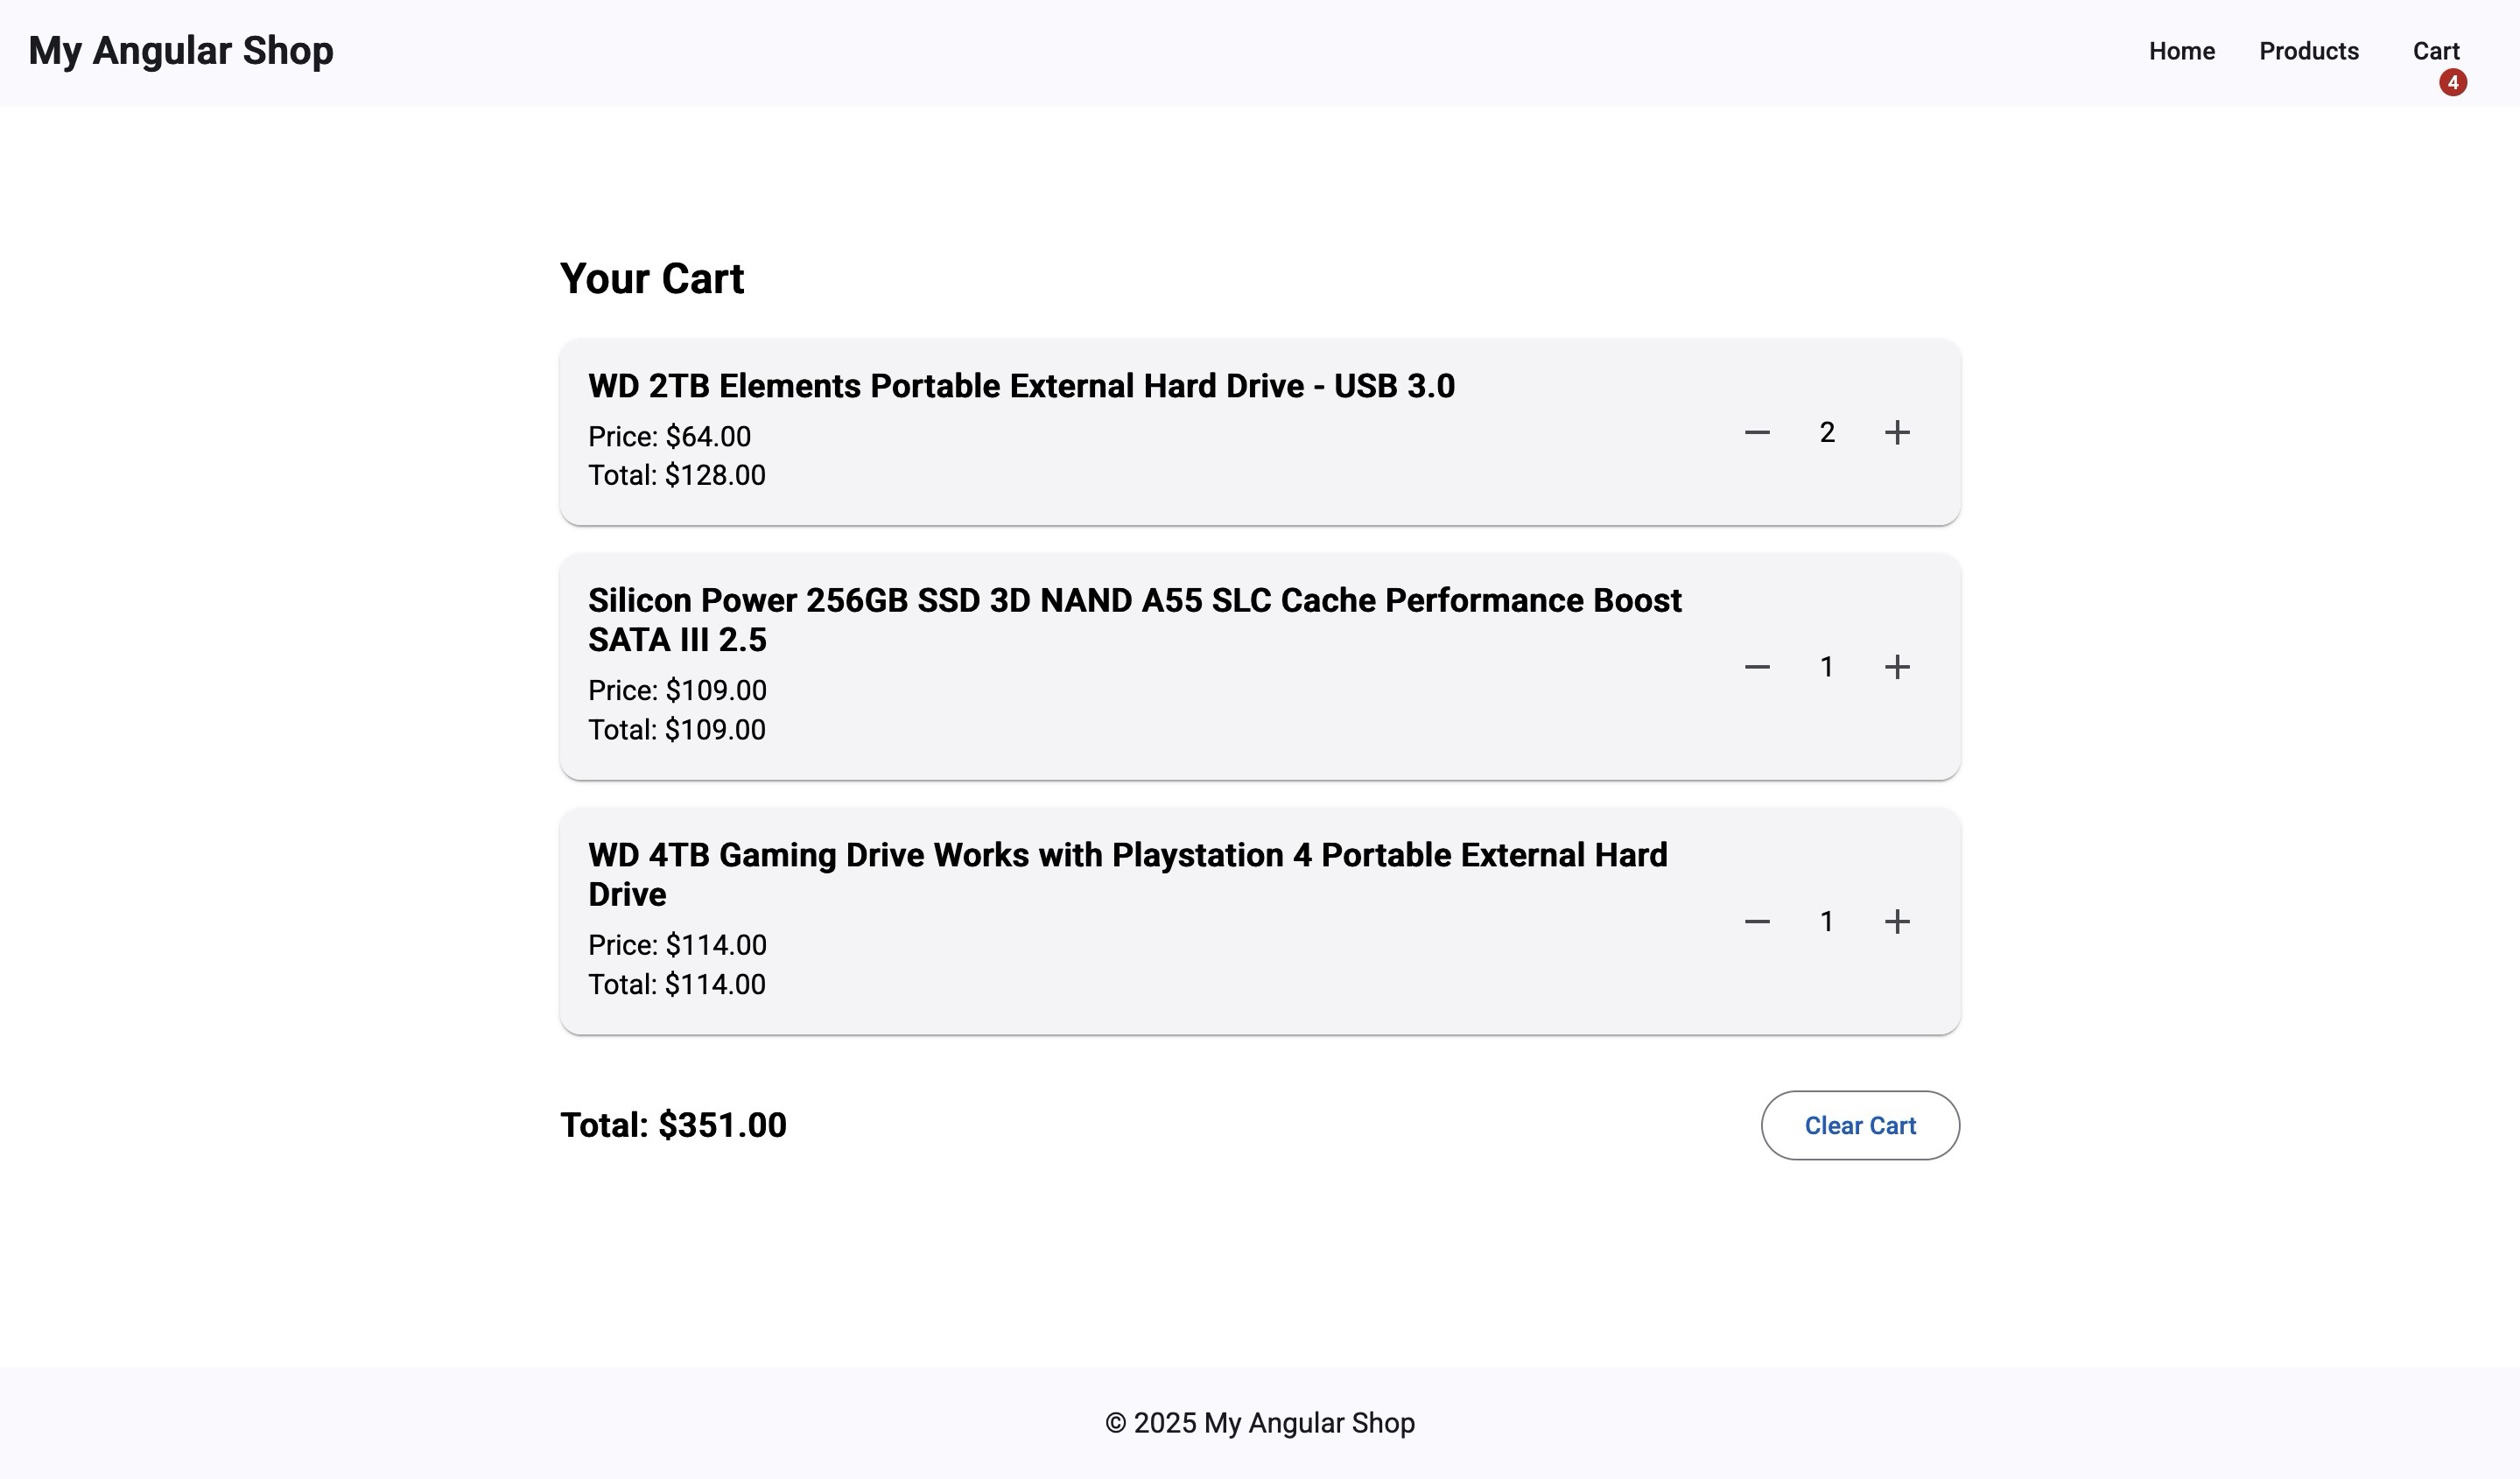 My Angular Shop
Home Products Cart
4
Your Cart
WD 2TB Elements Portable External Hard Drive - USB 3.0
Price: $64.00
Total: $128.00
2
Silicon Power 256GB SSD 3D NAND A55 SLC Cache Performance Boost
SATA III 2.5
Price: $109.00
Total: $109.00
1
WD 4TB Gaming Drive Works with Playstation 4 Portable External Hard
Drive
Price: $114.00
Total: $114.00
1
Total: $351.00
Clear Cart
© 2025 My Angular Shop